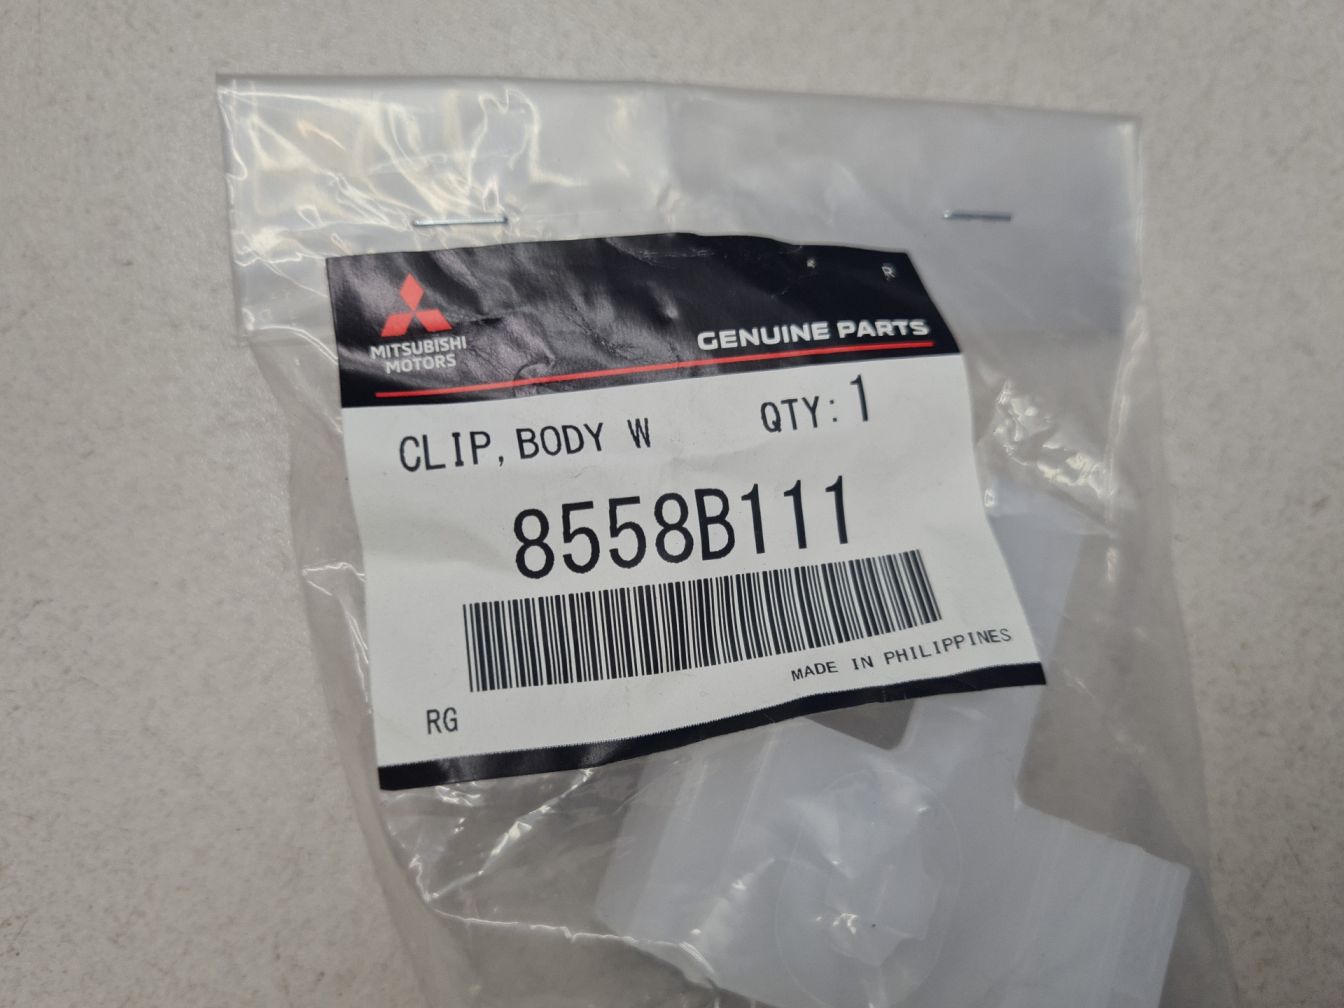 MITSUBISHI
MOTORS
GENUINE PARTS
CLIP, BODY W
QTY: 1
8558B111
MADE IN PHILIPPINES
RG